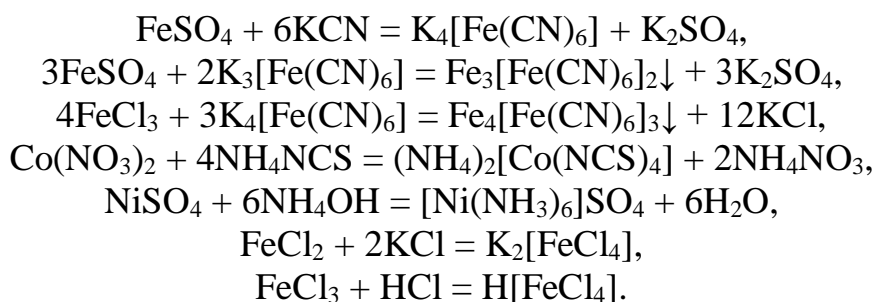 FeSO₄ + 6KCN = K₄[Fe(CN)₆] + K₂SO₄,
3FeSO₄ + 2K₃[Fe(CN)₆] = Fe₃[Fe(CN)₆]₂↓ + 3K₂SO₄,
4FeCl₃ + 3K₄[Fe(CN)₆] = Fe₄[Fe(CN)₆]₃↓ + 12KCl,
Co(NO₃)₂ + 4NH₄NCS = (NH₄)₂[Co(NCS)₄] + 2NH₄NO₃,
NiSO₄ + 6NH₄OH = [Ni(NH₃)₆]SO₄ + 6H₂O,
FeCl₂ + 2KCl = K₂[FeCl₄],
FeCl₃ + HCl = H[FeCl₄].